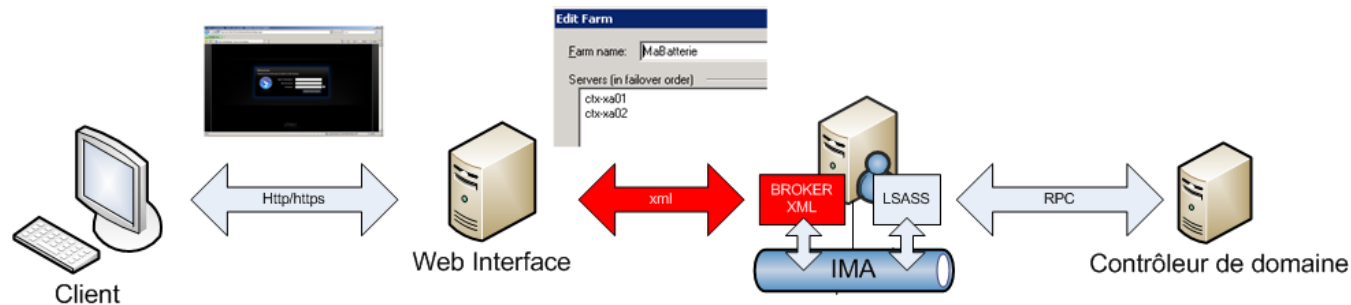 Edit Farm
Farm name: MaBatterie
Servers (in failover order)
ctx-xa01
ctx-xa02
Http/https
xml
BROKER
XML
LSASS
RPC
IMA
Client
Web Interface
Contrôleur de domaine